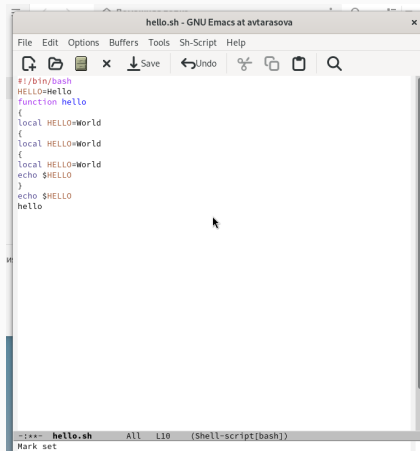 hello.sh - GNU Emacs at avtarasova
File Edit Options Buffers Tools Sh-Script Help
Save Undo
#!/bin/bash
HELLO=Hello
function hello
{
local HELLO=World
{
local HELLO=World
{
local HELLO=World
echo $HELLO
}
echo $HELLO
hello
-:**- hello.sh All L10 (Shell-script[bash])
Mark set